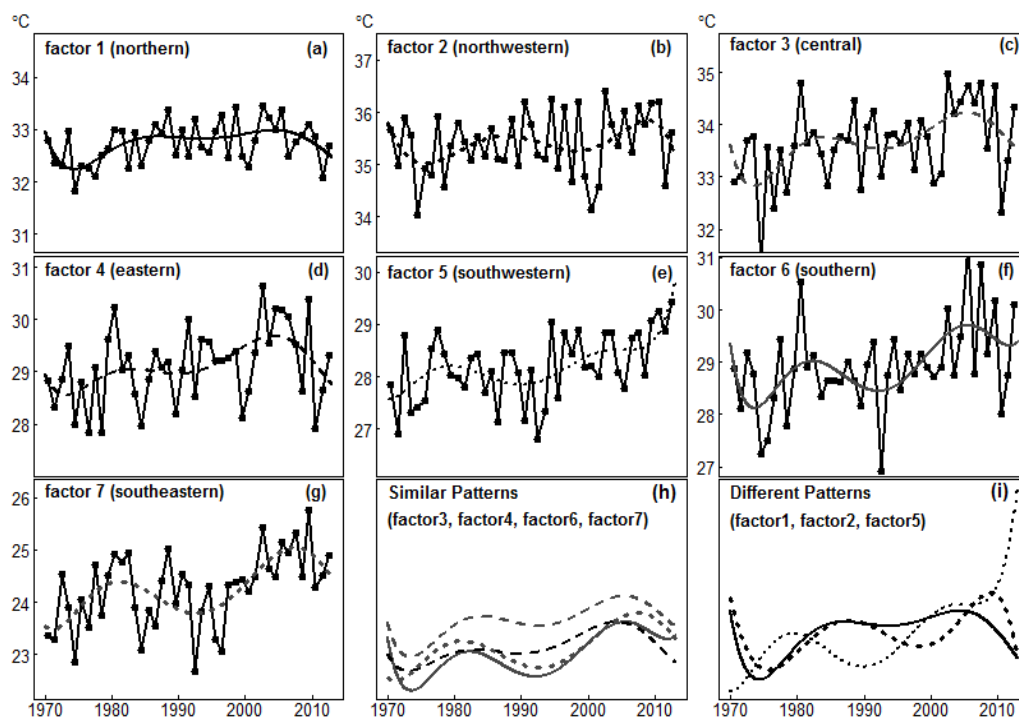 °C
°C
°C
factor 1 (northern) (a)
34
33
32
31
factor 2 (northwestern) (b)
37
36
35
34
factor 3 (central) (c)
35
34
33
32
factor 4 (eastern) (d)
31
30
29
28
factor 5 (southwestern) (e)
30
29
28
27
factor 6 (southern) (f)
31
30
29
28
27
factor 7 (southeastern) (g)
26
25
24
23
Similar Patterns (h)
(factor3, factor4, factor6, factor7)
Different Patterns (i)
(factor1, factor2, factor5)
1970 1980 1990 2000 2010
1970 1980 1990 2000 2010
1970 1980 1990 2000 2010